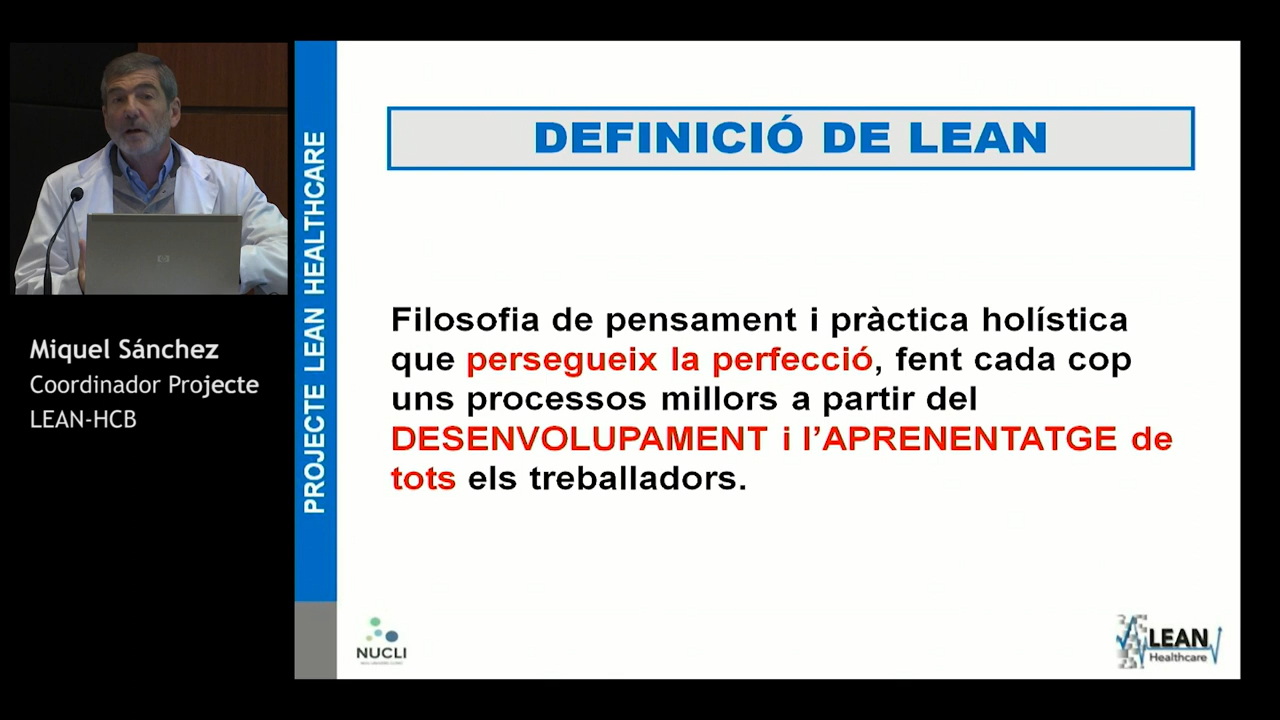 Miquel Sánchez
Coordinador Projecte
LEAN-HCB
PROJECTE LEAN HEALTHCARE
DEFINICIÓ DE LEAN
Filosofia de pensament i pràctica holística
que persegueix la perfecció, fent cada cop
uns processos millors a partir del
DESENVOLUPAMENT i l’APRENENTATGE de
tots els treballadors.
NUCLI
LEAN
Healthcare
hp